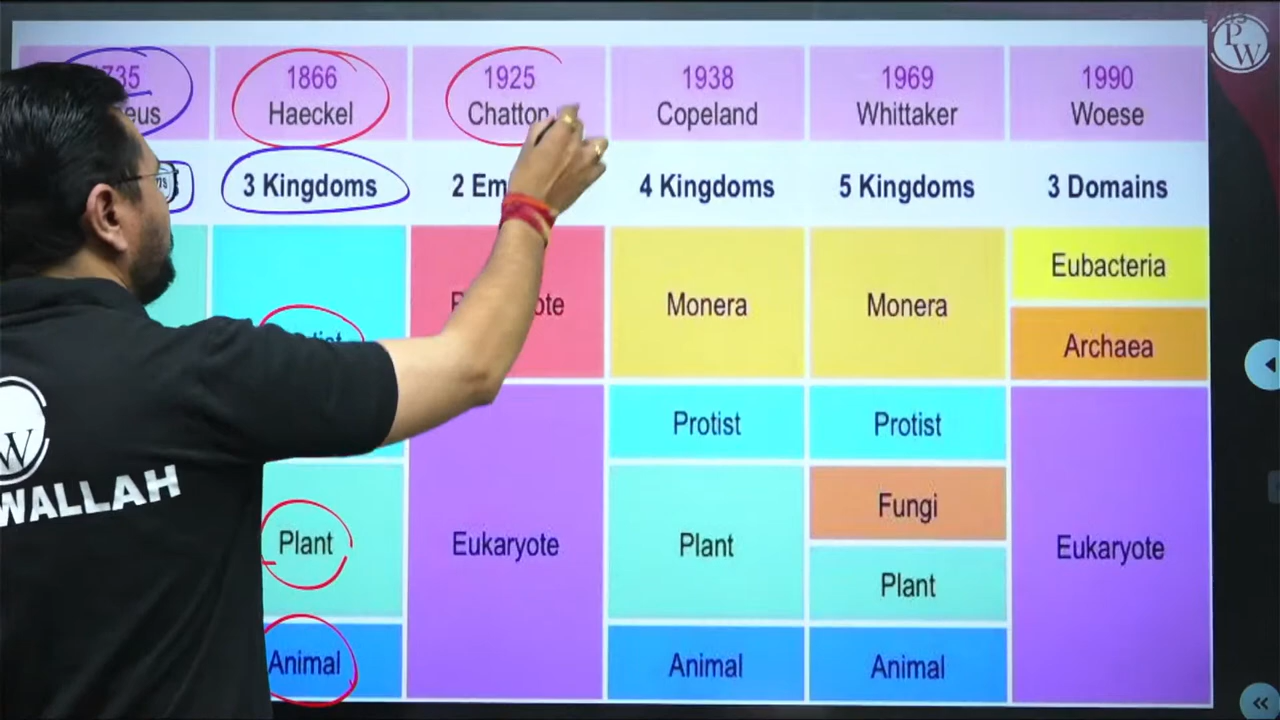 1866 1925 1938 1969 1990
Haeckel Chatton Copeland Whittaker Woese
3 Kingdoms 2 4 Kingdoms 5 Kingdoms 3 Domains
Eubacteria
Monera Monera
Archaea
Protist Protist
Fungi
Plant Eukaryote Plant Eukaryote
Plant
Animal Animal Animal
WALLAH
PW